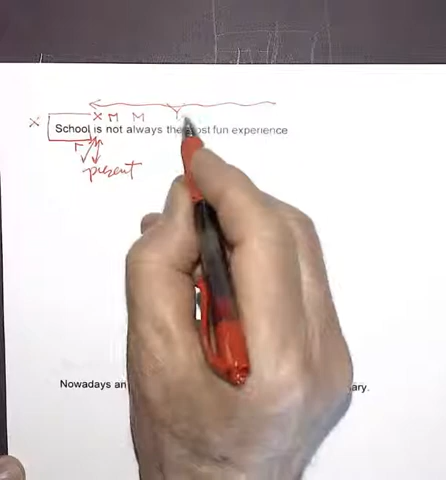 X M M
X
School is not always the most fun experience
r
present
Nowadays an
ary.